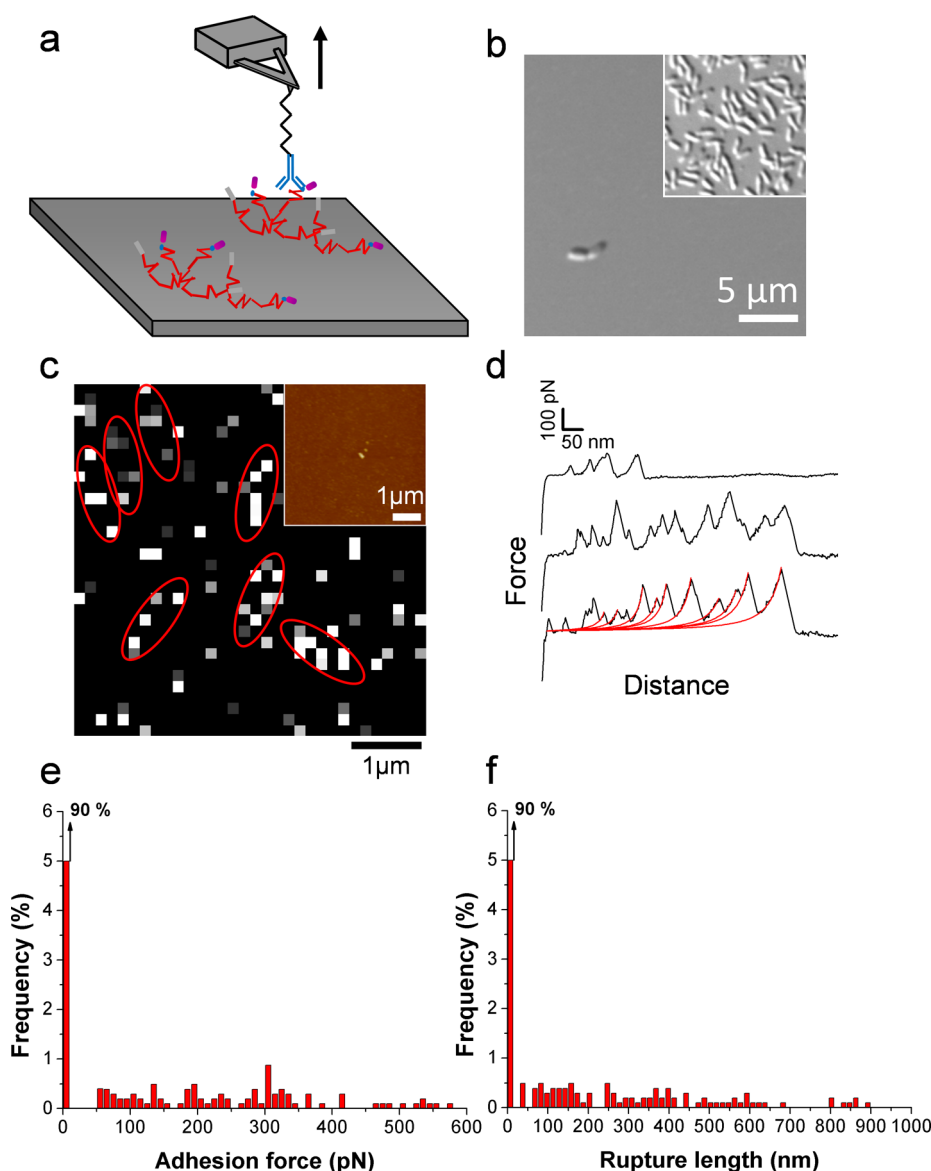 a
b
5 µm
c
1µm
1µm
d
100 pN
50 nm
Force
Distance
e
90 %
Frequency (%)
6
5
4
3
2
1
0
0 100 200 300 400 500 600
Adhesion force (pN)
f
90 %
Frequency (%)
6
5
4
3
2
1
0
0 100 200 300 400 500 600 700 800 900 1000
Rupture length (nm)